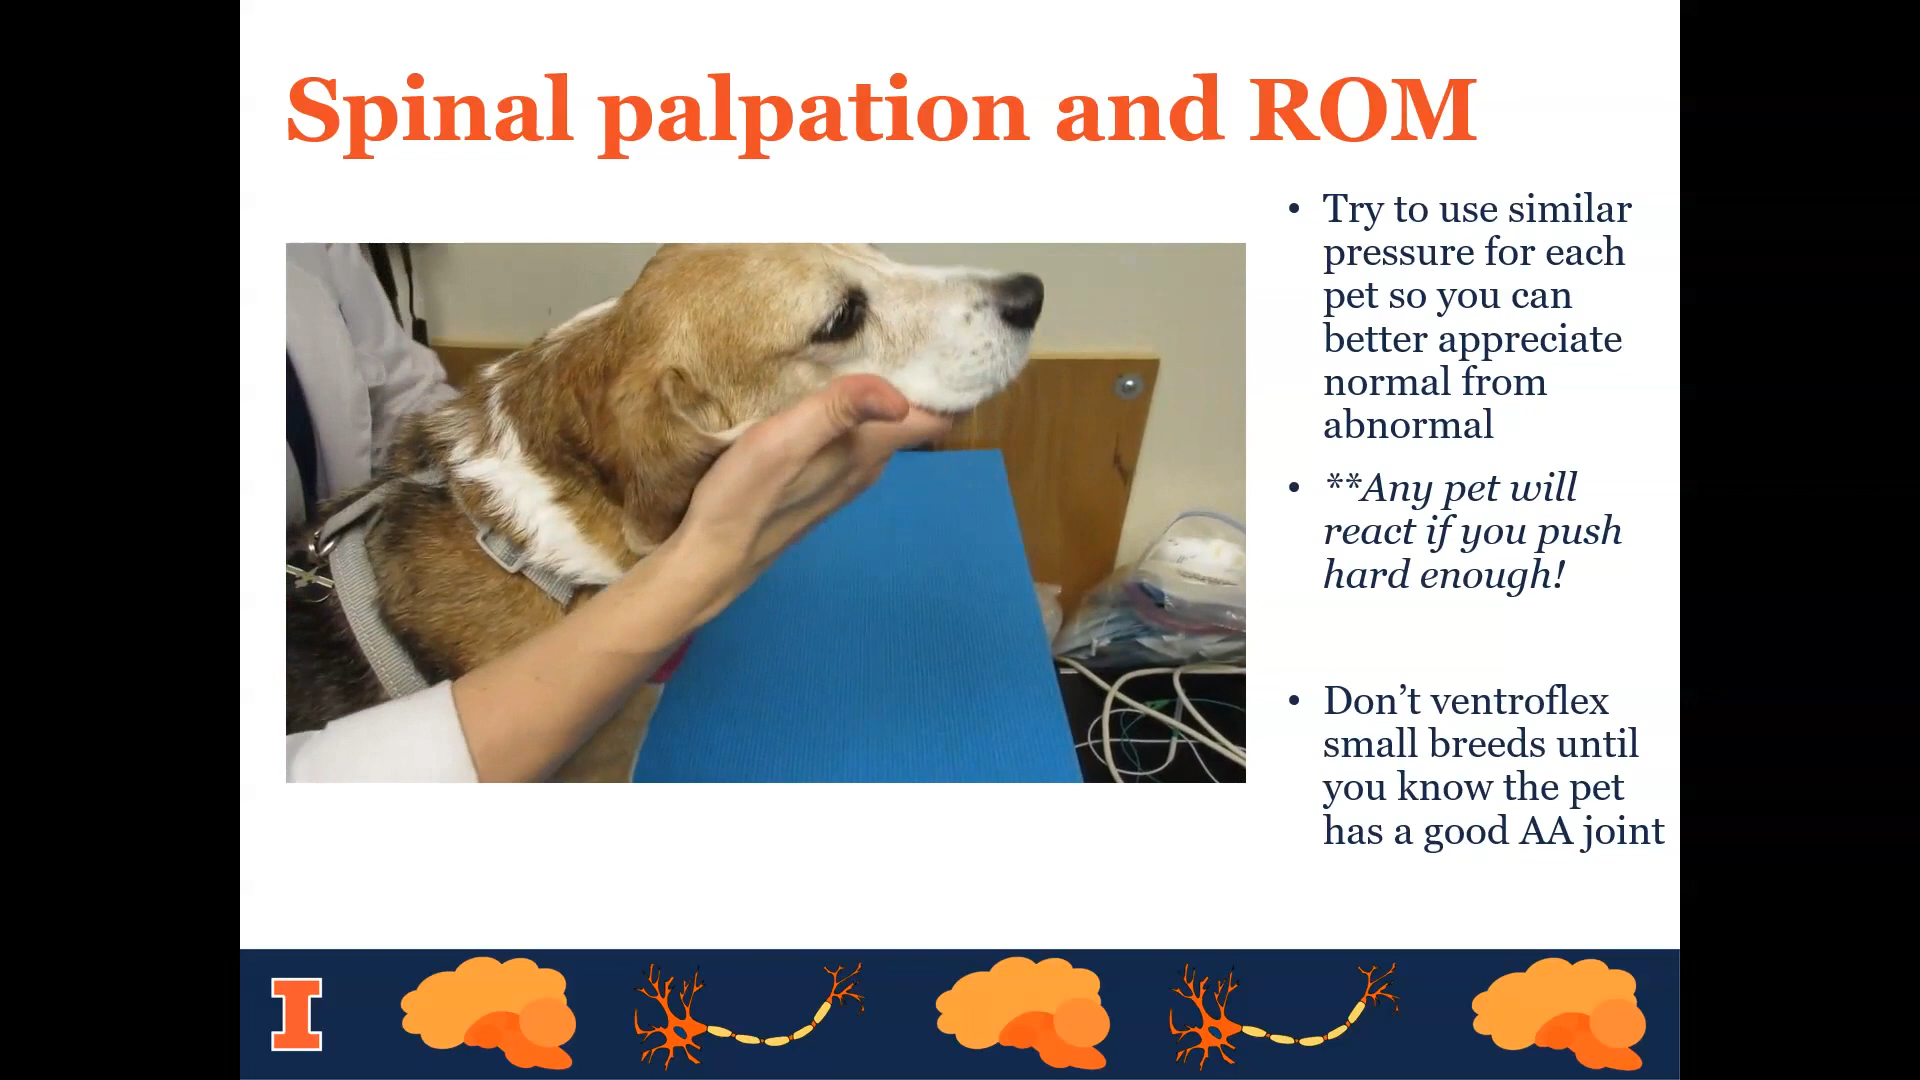 Spinal palpation and ROM
• Try to use similar
pressure for each
pet so you can
better appreciate
normal from
abnormal
• **Any pet will
react if you push
hard enough!
• Don’t ventroflex
small breeds until
you know the pet
has a good AA joint
I